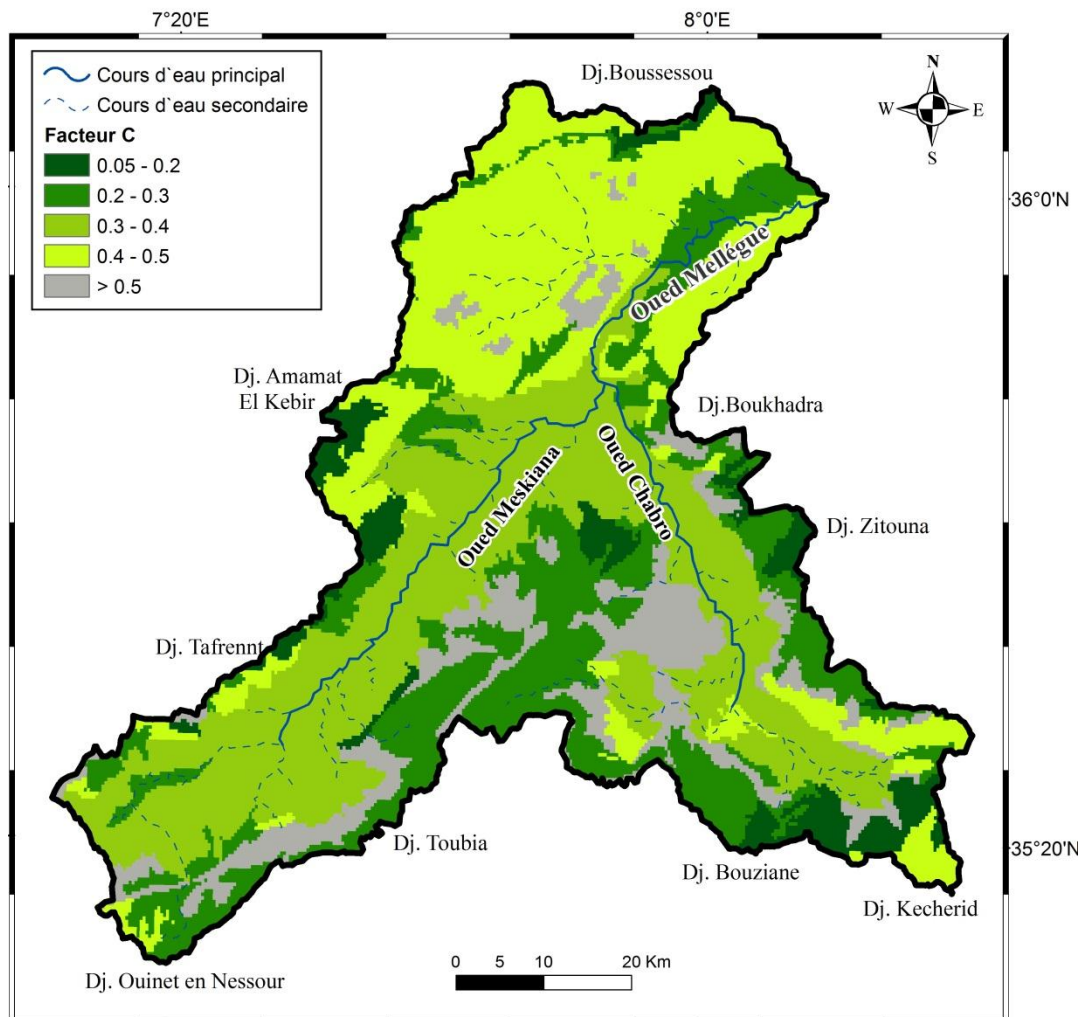 7°20'E
8°0'E
Cours d`eau principal
Cours d`eau secondaire
Facteur C
0.05 - 0.2
0.2 - 0.3
0.3 - 0.4
0.4 - 0.5
> 0.5
Dj.Boussessou
N
W
E
S
36°0'N
Oued Mellégue
Dj. Amamat
El Kebir
Dj.Boukhadra
Oued Meskiana
Oued Chabro
Dj. Zitouna
Dj. Tafrennt
Dj. Toubia
35°20'N
Dj. Bouziane
Dj. Kecherid
Dj. Ouinet en Nessour
0 5 10 20 Km